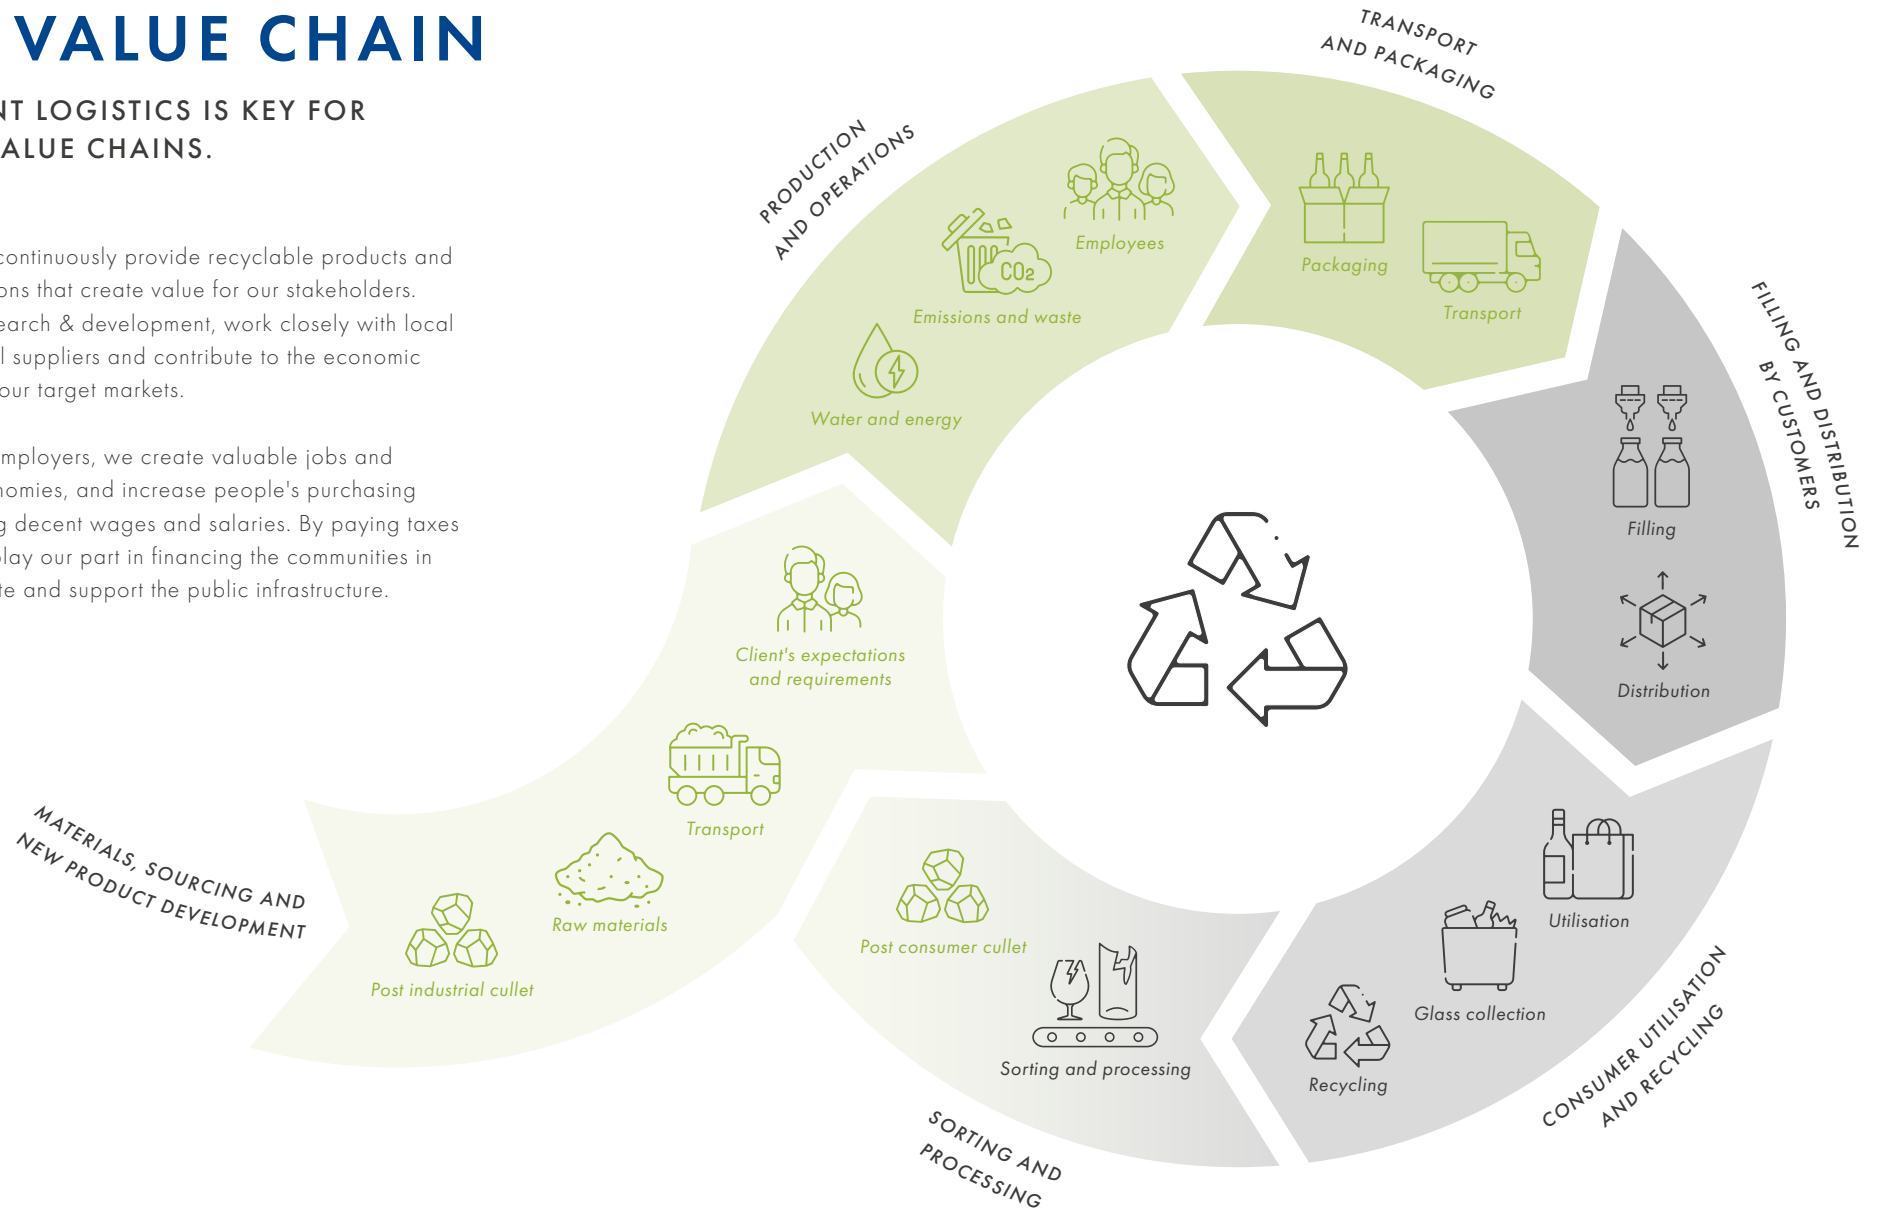 VALUE CHAIN
NT LOGISTICS IS KEY FOR
ALUE CHAINS.
continuously provide recyclable products and
ons that create value for our stakeholders.
earch & development, work closely with local
l suppliers and contribute to the economic
our target markets.
mployers, we create valuable jobs and
nomies, and increase people's purchasing
g decent wages and salaries. By paying taxes
play our part in financing the communities in
te and support the public infrastructure.
MATERIALS, SOURCING AND
NEW PRODUCT DEVELOPMENT
Post industrial cullet
Raw materials
Transport
Client's expectations
and requirements
PRODUCTION
AND OPERATIONS
Water and energy
CO2
Emissions and waste
Employees
TRANSPORT
AND PACKAGING
Packaging
Transport
FILLING AND DISTRIBUTION
BY CUSTOMERS
Filling
Distribution
CONSUMER UTILISATION
AND RECYCLING
Utilisation
Glass collection
Recycling
SORTING AND
PROCESSING
Sorting and processing
Post consumer cullet